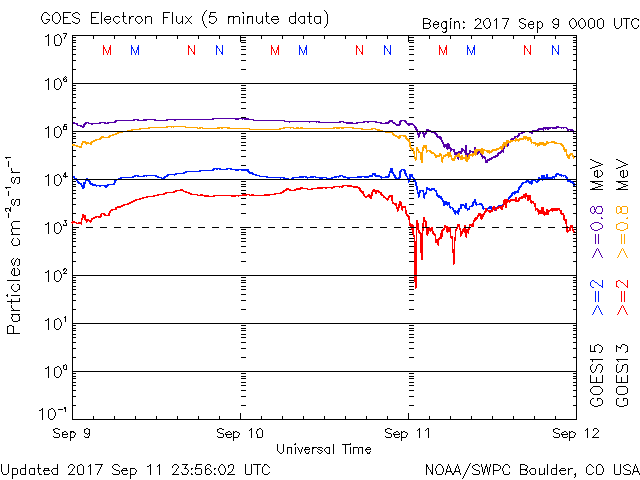 GOES Electron Flux (5 minute data)
Begin: 2017 Sep 9 0000 UTC
M M N N M M N N M M N N
10⁷
10⁶
10⁵
10⁴
10³
10²
10¹
10⁰
10⁻¹
Particles cm⁻²s⁻¹sr⁻¹
Sep 9 Sep 10 Sep 11 Sep 12
Universal Time
GOES15 >=2 >=0.8 MeV
GOES13 >=2 >=0.8 MeV
Updated 2017 Sep 11 23:56:02 UTC
NOAA/SWPC Boulder, CO USA